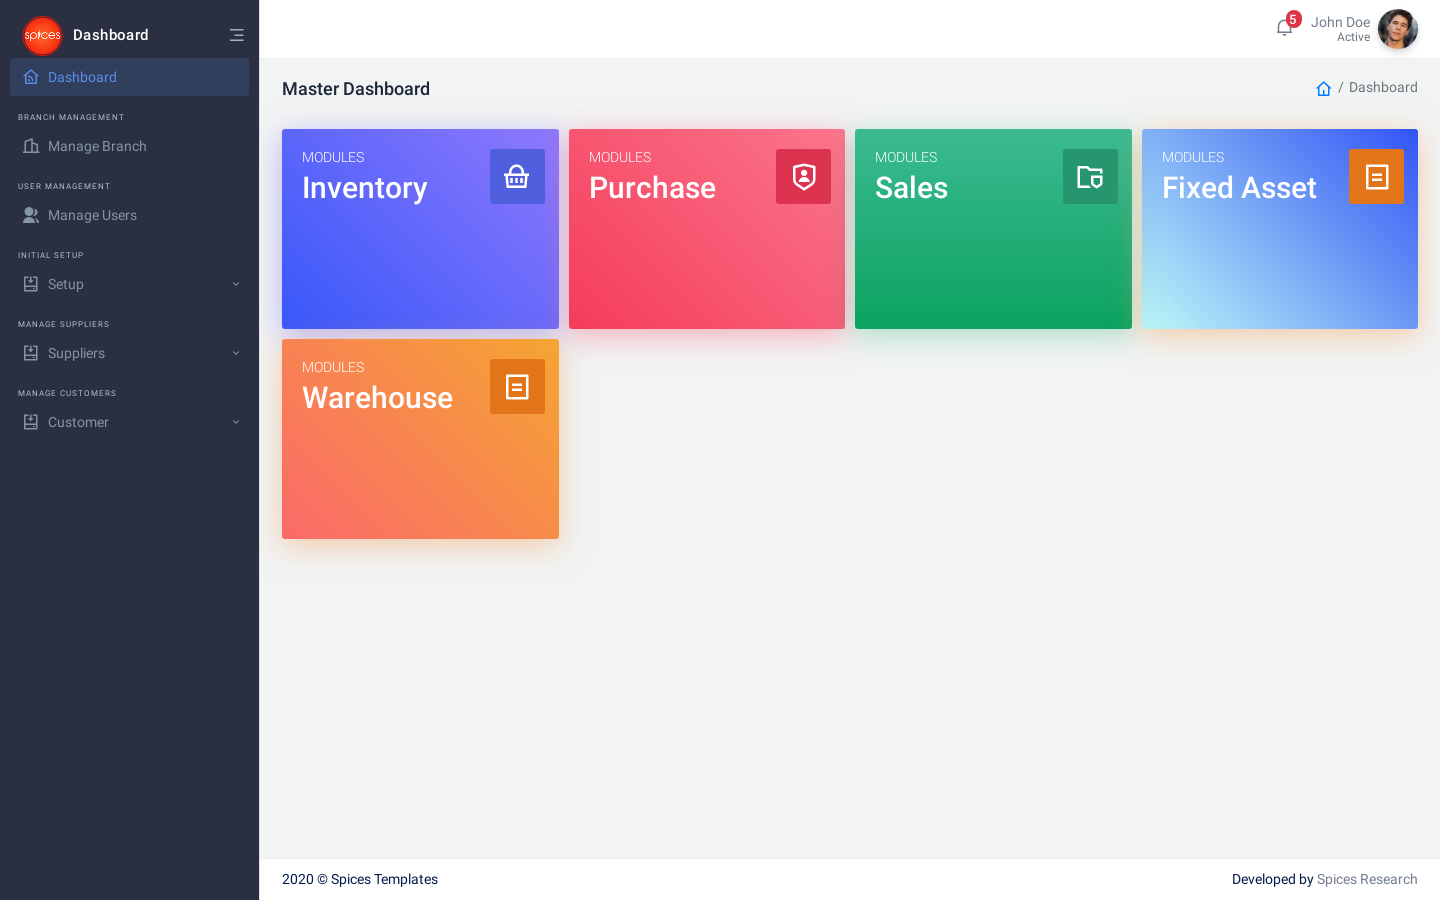 spices
Dashboard
Dashboard
BRANCH MANAGEMENT
Manage Branch
USER MANAGEMENT
Manage Users
INITIAL SETUP
Setup
MANAGE SUPPLIERS
Suppliers
MANAGE CUSTOMERS
Customer
5
John Doe
Active
Master Dashboard
/ Dashboard
MODULES
Inventory
MODULES
Purchase
MODULES
Sales
MODULES
Fixed Asset
MODULES
Warehouse
2020 © Spices Templates
Developed by Spices Research